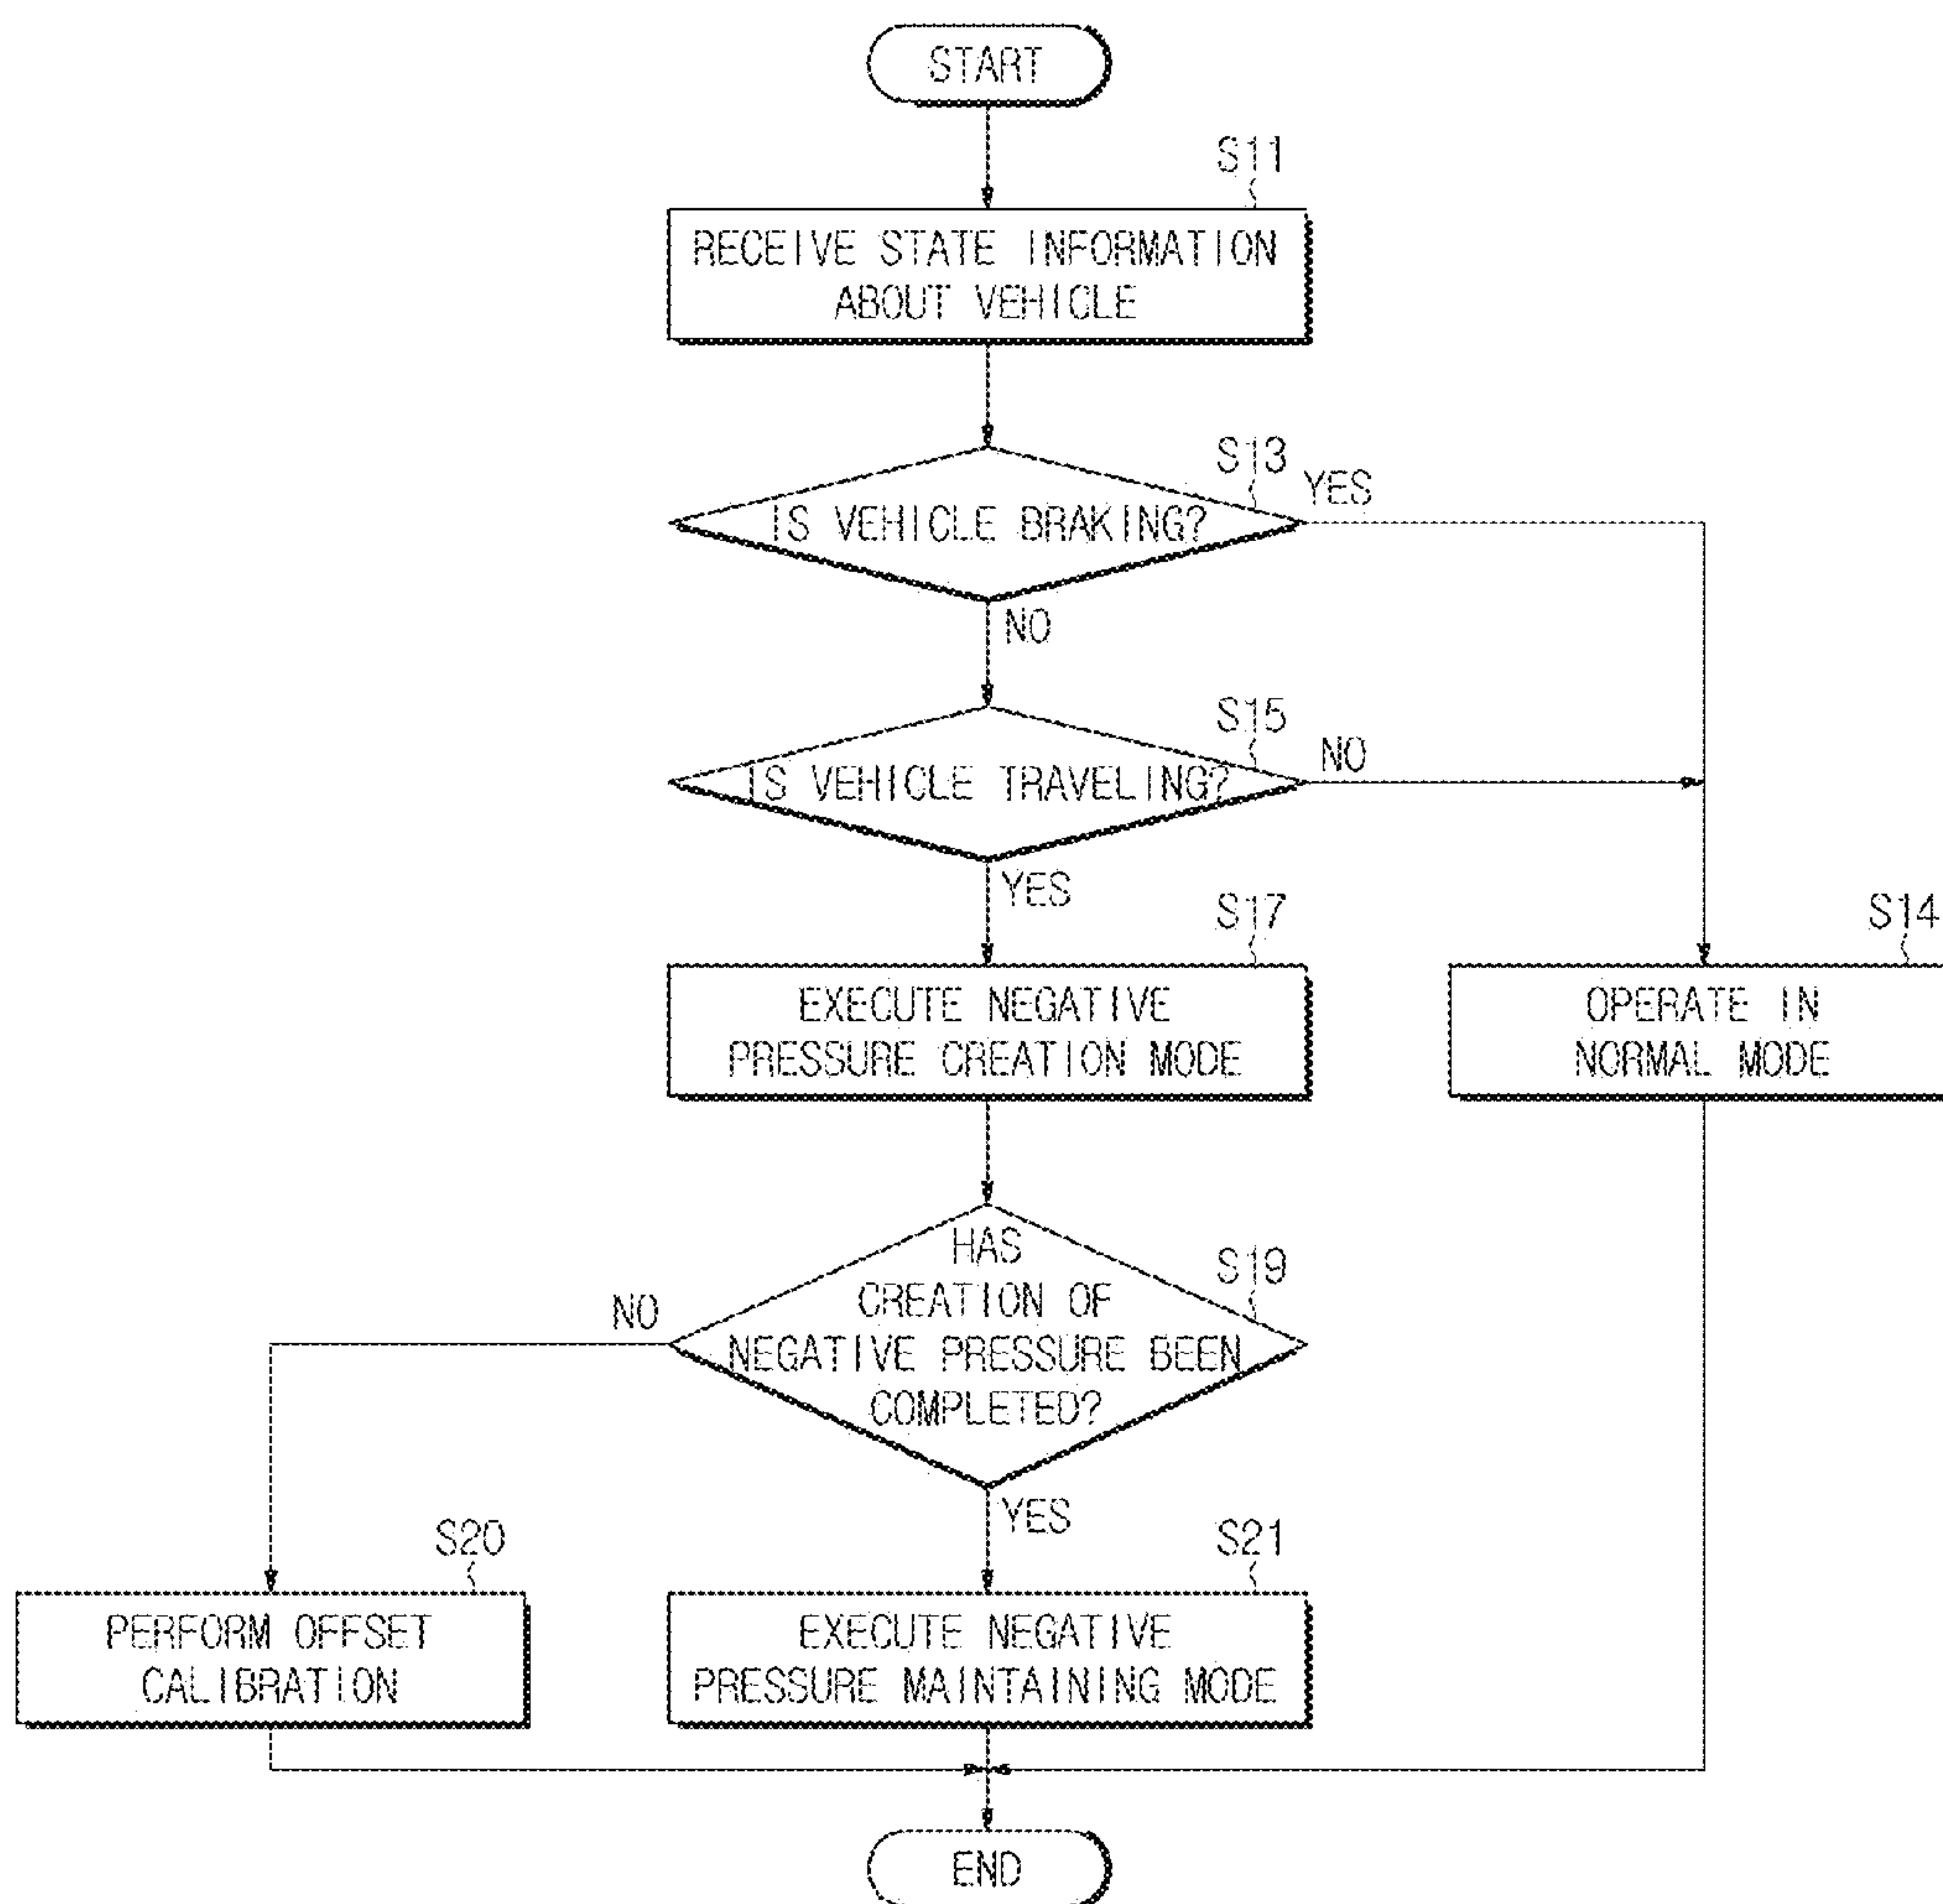 START
S11
RECEIVE STATE INFORMATION
ABOUT VEHICLE
S13
YES
IS VEHICLE BRAKING?
NO
S15
NO
IS VEHICLE TRAVELING?
YES
S17
S14
EXECUTE NEGATIVE
PRESSURE CREATION MODE
OPERATE IN
NORMAL MODE
HAS
CREATION OF
NEGATIVE PRESSURE BEEN
COMPLETED?
S19
NO
YES
S20
S21
PERFORM OFFSET
CALIBRATION
EXECUTE NEGATIVE
PRESSURE MAINTAINING MODE
END